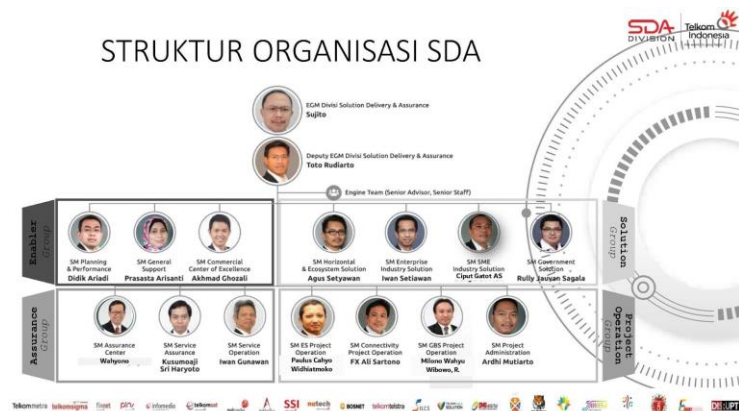 SDA
DIVISION
Telkom
Indonesia
STRUKTUR ORGANISASI SDA
EGM Divisi Solution Delivery & Assurance
Sujito
Deputy EGM Divisi Solution Delivery & Assurance
Toto Rudiarto
Engine Team (Senior Advisor, Senior Staff)
Enabler
Group
SM Planning
& Performance
Didik Ariadi
SM General
Support
Prasasta Arisanti
SM Commercial
Center of Excellence
Akhmad Ghozali
SM Horizontal
& Ecosystem Solution
Agus Setyawan
SM Enterprise
Industry Solution
Iwan Setiawan
SM SME
Industry Solution
Ciput Gatot AS
SM Government
Solution
Rully Jauyan Sagala
Solution
Group
Assurance
Group
SM Assurance
Center
Wahyono
SM Service
Assurance
Kusumoaji
Sri Haryoto
SM Service
Operation
Iwan Gunawan
SM ES Project
Operation
Paulus Cahyo
Widhiatmoko
SM Connectivity
Project Operation
FX Ali Sartono
SM GBS Project
Operation
Milono Wahyu
Wibowo, R.
SM Project
Administration
Ardhi Mutiarto
Project
Operation
Group
Telkommetra telkomsigma finnet pins infomedia telkomsat SSI nutech BOSNET telkomtelstra